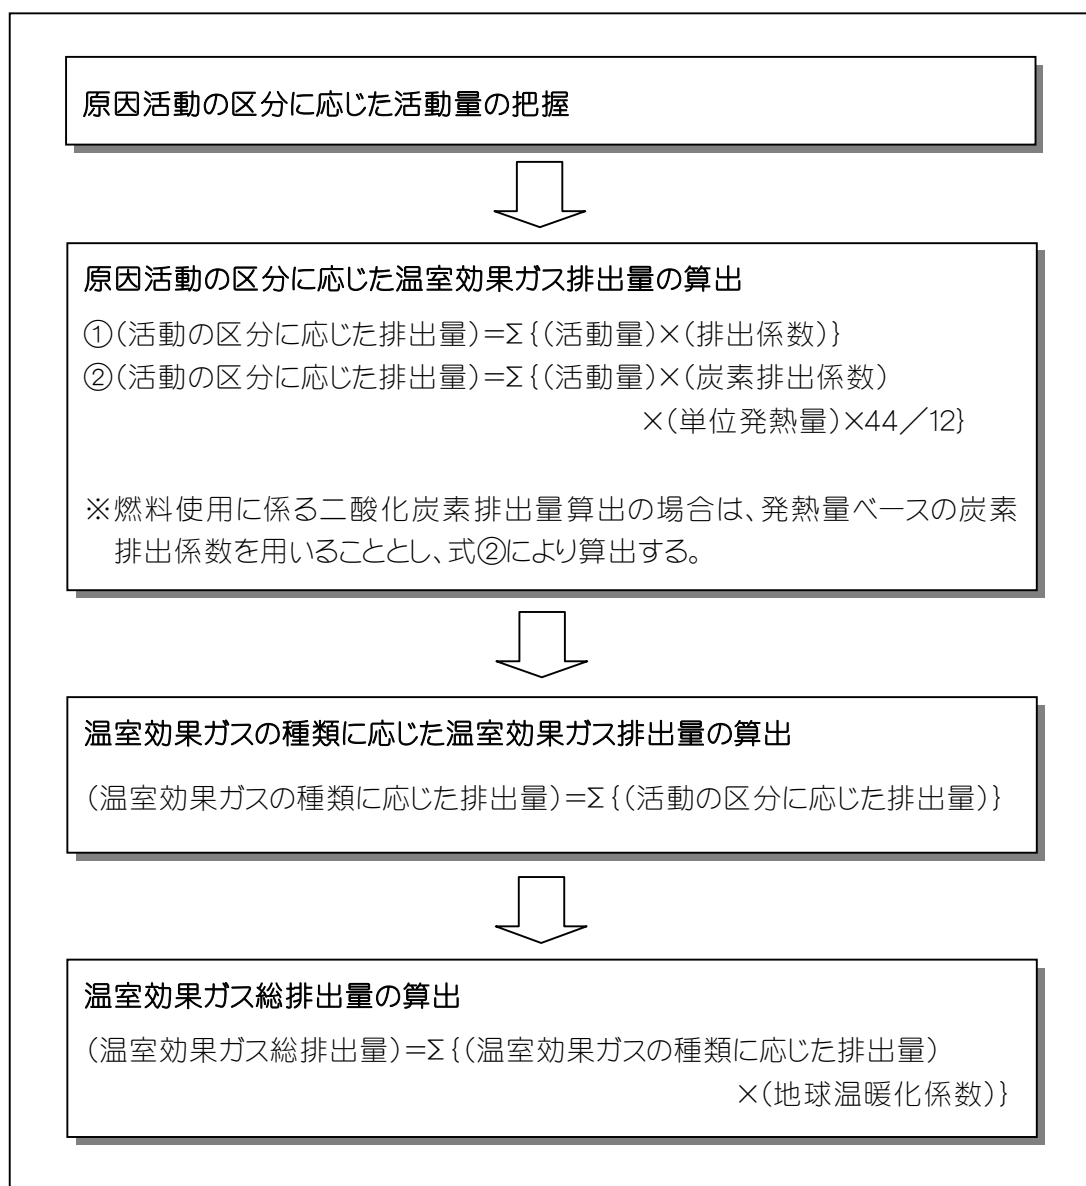 原因活動の区分に応じた活動量の把握
原因活動の区分に応じた温室効果ガス排出量の算出
①(活動の区分に応じた排出量)=Σ{(活動量)×(排出係数)}
②(活動の区分に応じた排出量)=Σ{(活動量)×(炭素排出係数)
×(単位発熱量)×44/12}
※燃料使用に係る二酸化炭素排出量算出の場合は、発熱量ベースの炭素
排出係数を用いることとし、式②により算出する。
温室効果ガスの種類に応じた温室効果ガス排出量の算出
(温室効果ガスの種類に応じた排出量)=Σ{(活動の区分に応じた排出量)}
温室効果ガス総排出量の算出
(温室効果ガス総排出量)=Σ{(温室効果ガスの種類に応じた排出量)
×(地球温暖化係数)}